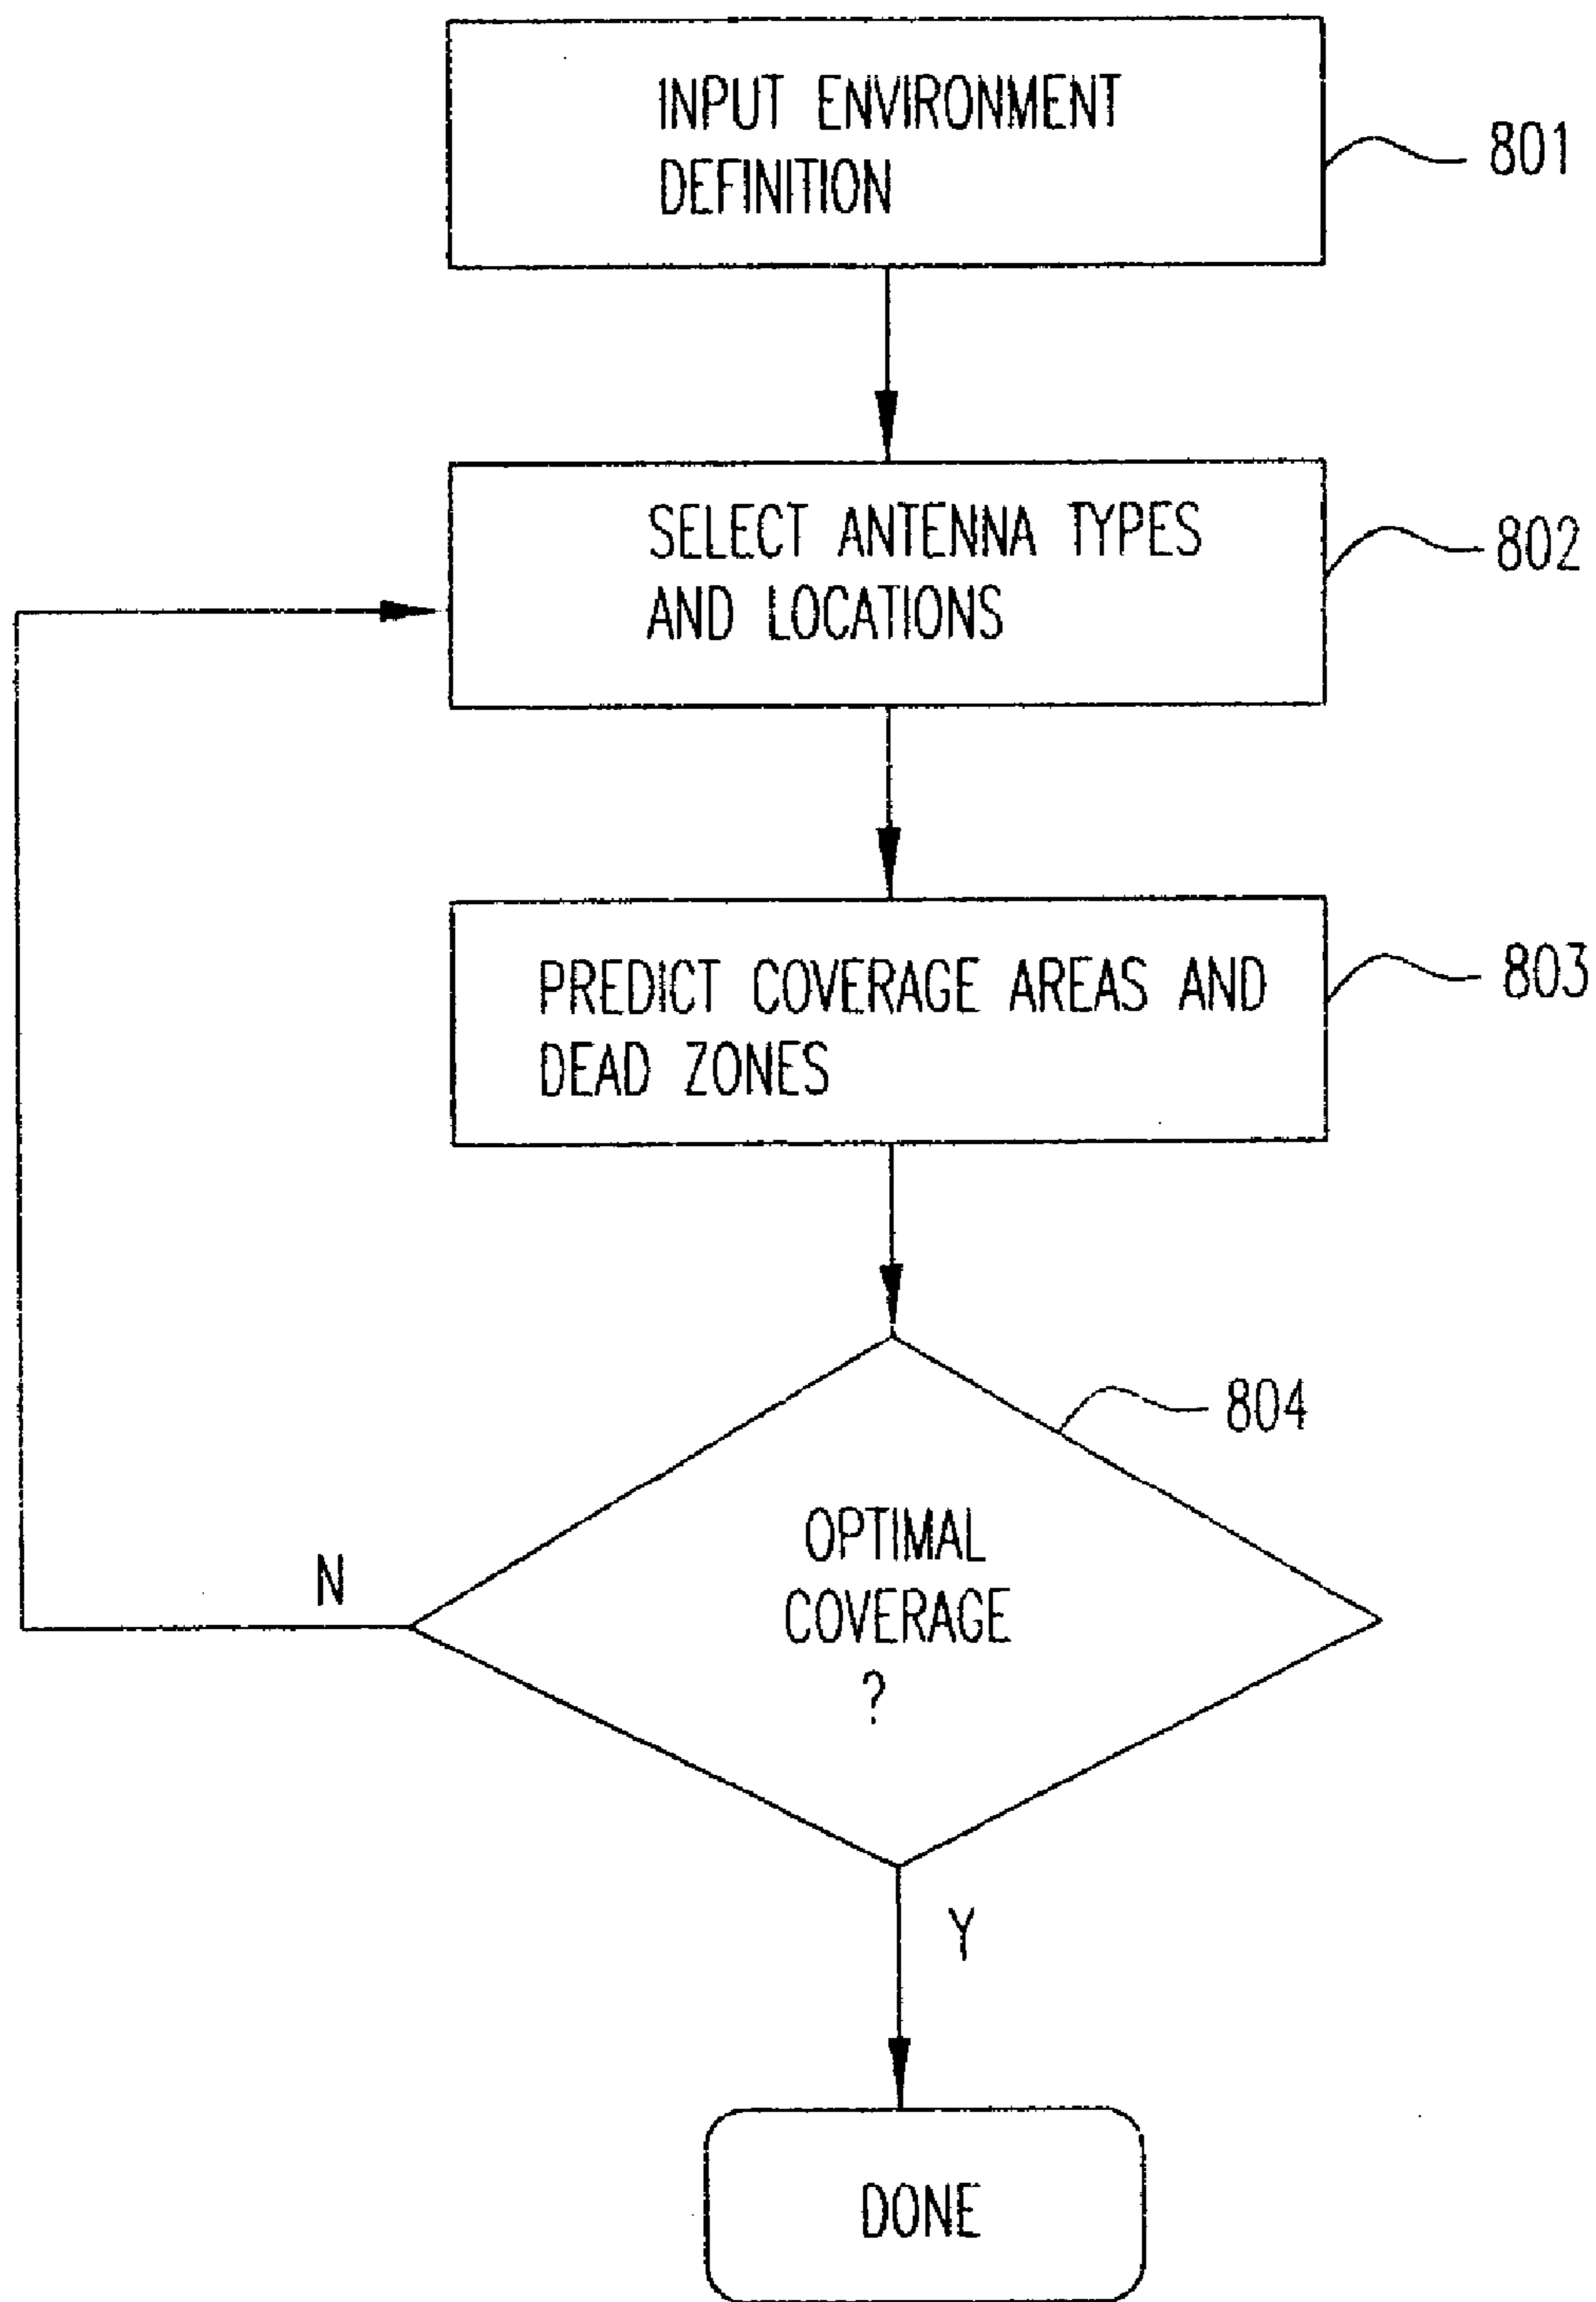 INPUT ENVIRONMENT
DEFINITION
801
SELECT ANTENNA TYPES
AND LOCATIONS
802
PREDICT COVERAGE AREAS AND
DEAD ZONES
803
804
OPTIMAL
COVERAGE
?
N
Y
DONE